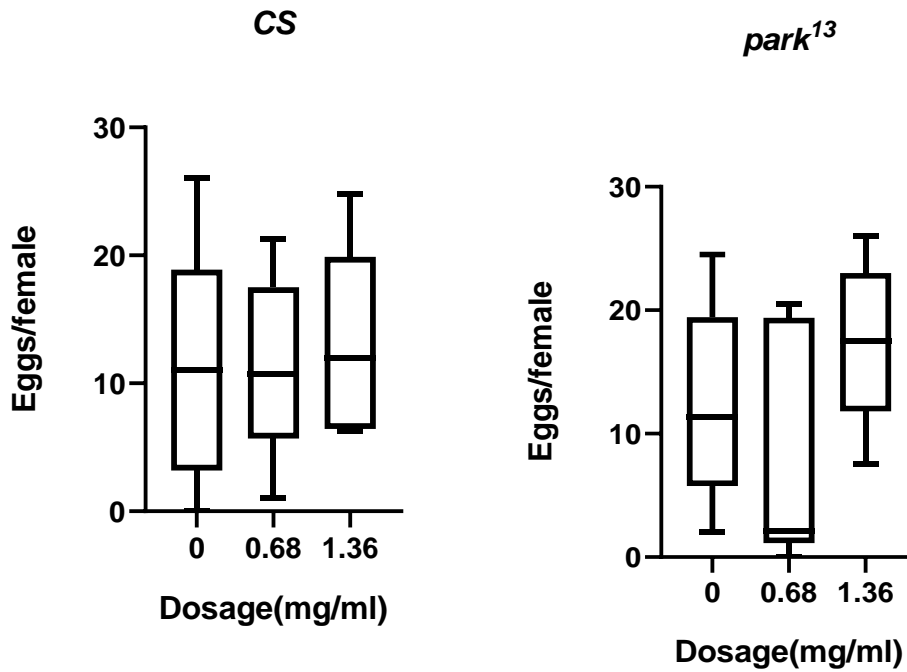 CS
30
20
10
0
Eggs/female
0 0.68 1.36
Dosage(mg/ml)
park¹³
30
20
10
0
Eggs/female
0 0.68 1.36
Dosage(mg/ml)